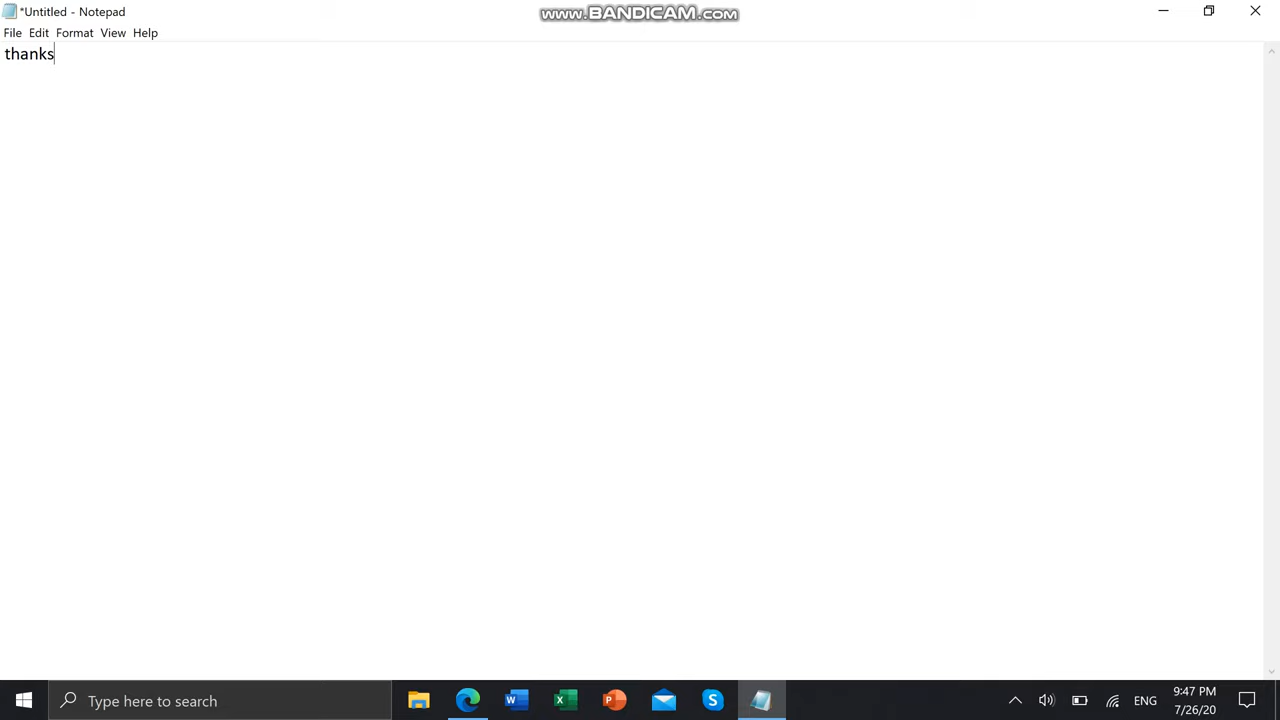 *Untitled - Notepad
www.BANDICAM.com
File Edit Format View Help
thanks
Type here to search
ENG
9:47 PM
7/26/20